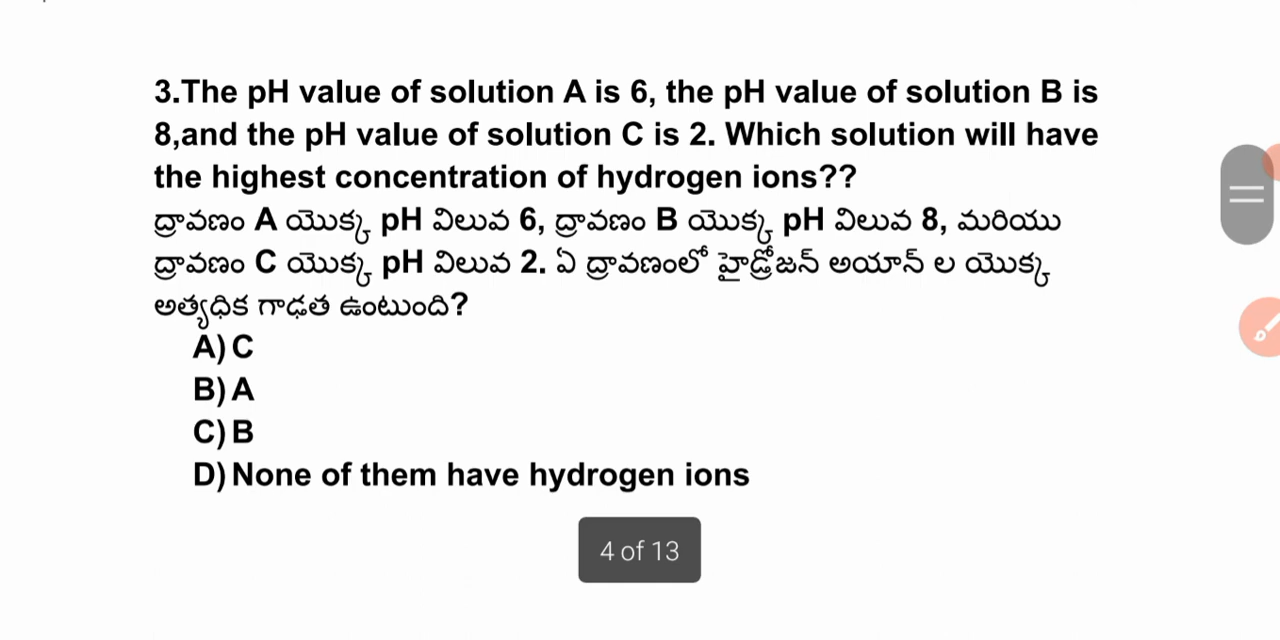 3.The pH value of solution A is 6, the pH value of solution B is
8,and the pH value of solution C is 2. Which solution will have
the highest concentration of hydrogen ions??
ద్రావణం A యొక్క pH విలువ 6, ద్రావణం B యొక్క pH విలువ 8, మరియు
ద్రావణం C యొక్క pH విలువ 2. ఏ ద్రావణంలో హైడ్రోజన్ అయాన్ ల యొక్క
అత్యధిక గాఢత ఉంటుంది?
A) C
B) A
C) B
D) None of them have hydrogen ions
4 of 13